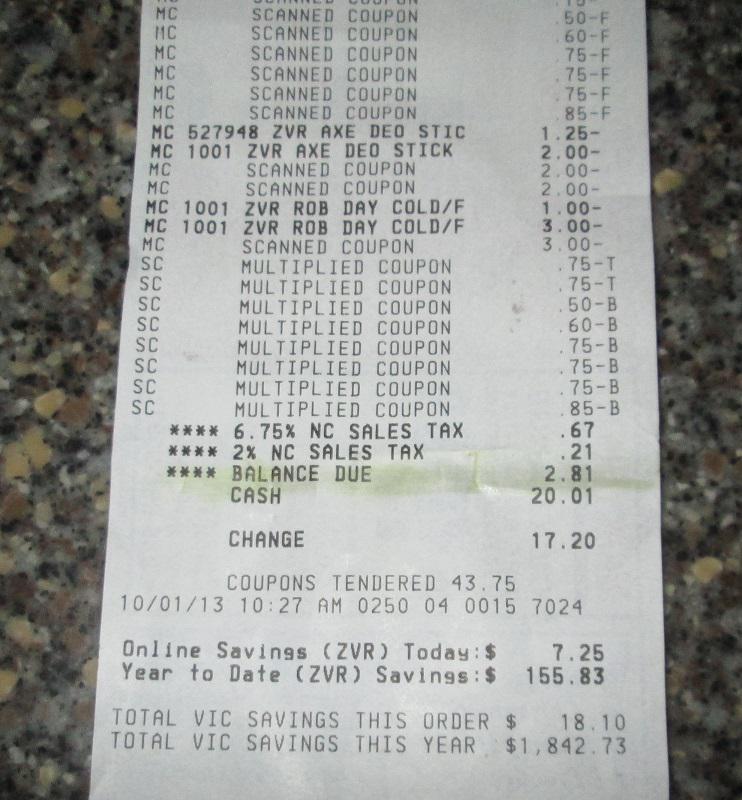 MC SCANNED COUPON .75-
MC SCANNED COUPON .50-F
MC SCANNED COUPON .60-F
MC SCANNED COUPON .75-F
MC SCANNED COUPON .75-F
MC SCANNED COUPON .75-F
MC SCANNED COUPON .85-F
MC 527948 ZVR AXE DEO STIC 1.25-
MC 1001 ZVR AXE DEO STICK 2.00-
MC SCANNED COUPON 2.00-
MC SCANNED COUPON 2.00-
MC 1001 ZVR ROB DAY COLD/F 1.00-
MC 1001 ZVR ROB DAY COLD/F 3.00-
MC SCANNED COUPON 3.00-
SC MULTIPLIED COUPON .75-T
SC MULTIPLIED COUPON .75-T
SC MULTIPLIED COUPON .50-B
SC MULTIPLIED COUPON .60-B
SC MULTIPLIED COUPON .75-B
SC MULTIPLIED COUPON .75-B
SC MULTIPLIED COUPON .75-B
SC MULTIPLIED COUPON .85-B
**** 6.75% NC SALES TAX .67
**** 2% NC SALES TAX .21
**** BALANCE DUE 2.81
CASH 20.01
CHANGE 17.20
COUPONS TENDERED 43.75
10/01/13 10:27 AM 0250 04 0015 7024
Online Savings (ZVR) Today:$ 7.25
Year to Date (ZVR) Savings:$ 155.83
TOTAL VIC SAVINGS THIS ORDER $ 18.10
TOTAL VIC SAVINGS THIS YEAR $1,842.73